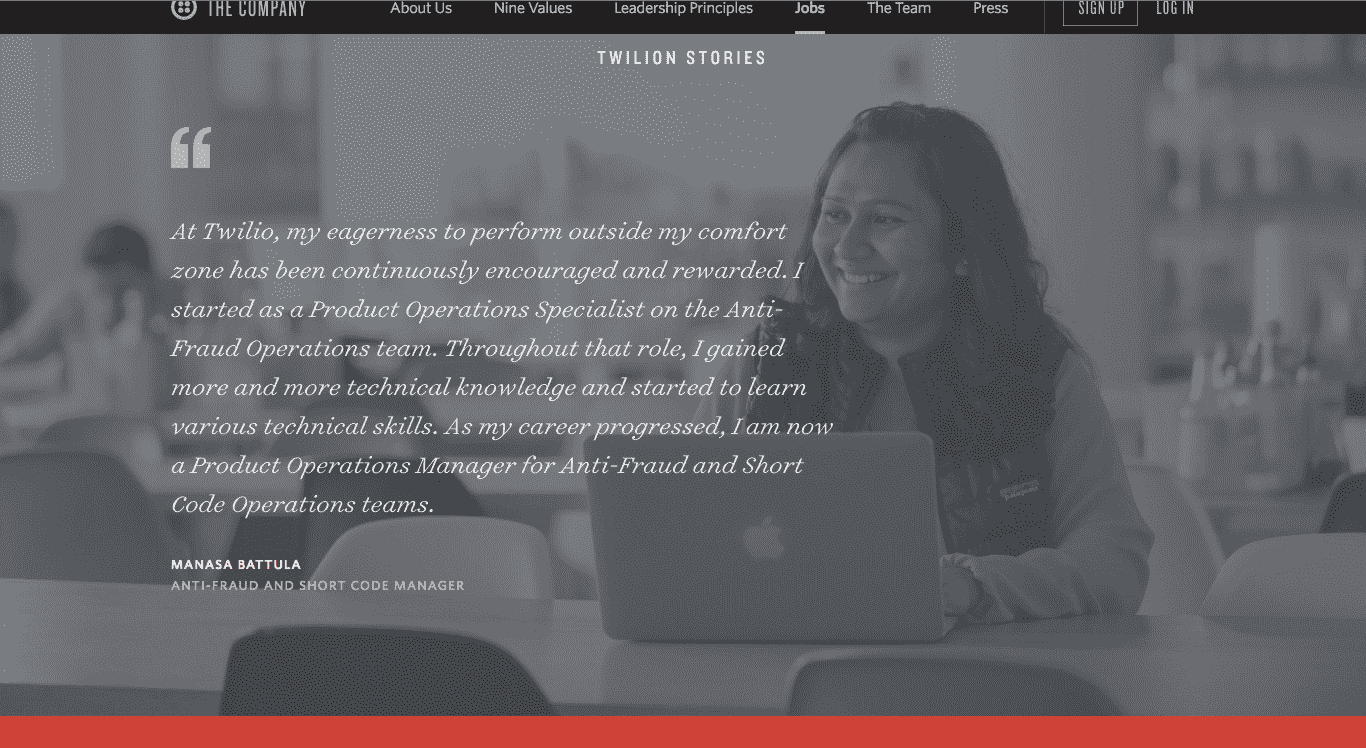 THE COMPANY
About Us
Nine Values
Leadership Principles
Jobs
The Team
Press
SIGN UP
LOG IN
TWILION STORIES
“
At Twilio, my eagerness to perform outside my comfort
zone has been continuously encouraged and rewarded. I
started as a Product Operations Specialist on the Anti-
Fraud Operations team. Throughout that role, I gained
more and more technical knowledge and started to learn
various technical skills. As my career progressed, I am now
a Product Operations Manager for Anti-Fraud and Short
Code Operations teams.
MANASA BATTULA
ANTI-FRAUD AND SHORT CODE MANAGER